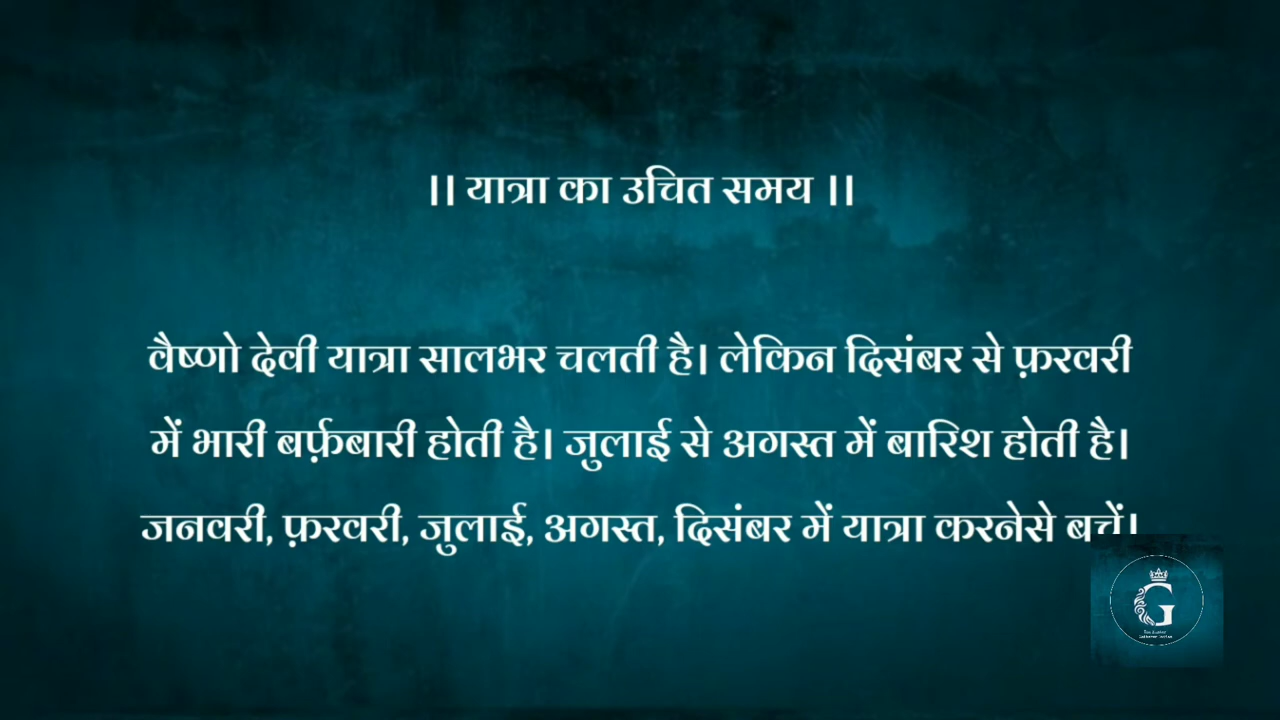 ।। यात्रा का उचित समय ।।
वैष्णो देवी यात्रा सालभर चलती है। लेकिन दिसंबर से फ़रवरी
में भारी बर्फ़बारी होती है। जुलाई से अगस्त में बारिश होती है।
जनवरी, फ़रवरी, जुलाई, अगस्त, दिसंबर में यात्रा करनेसे बचें।
G